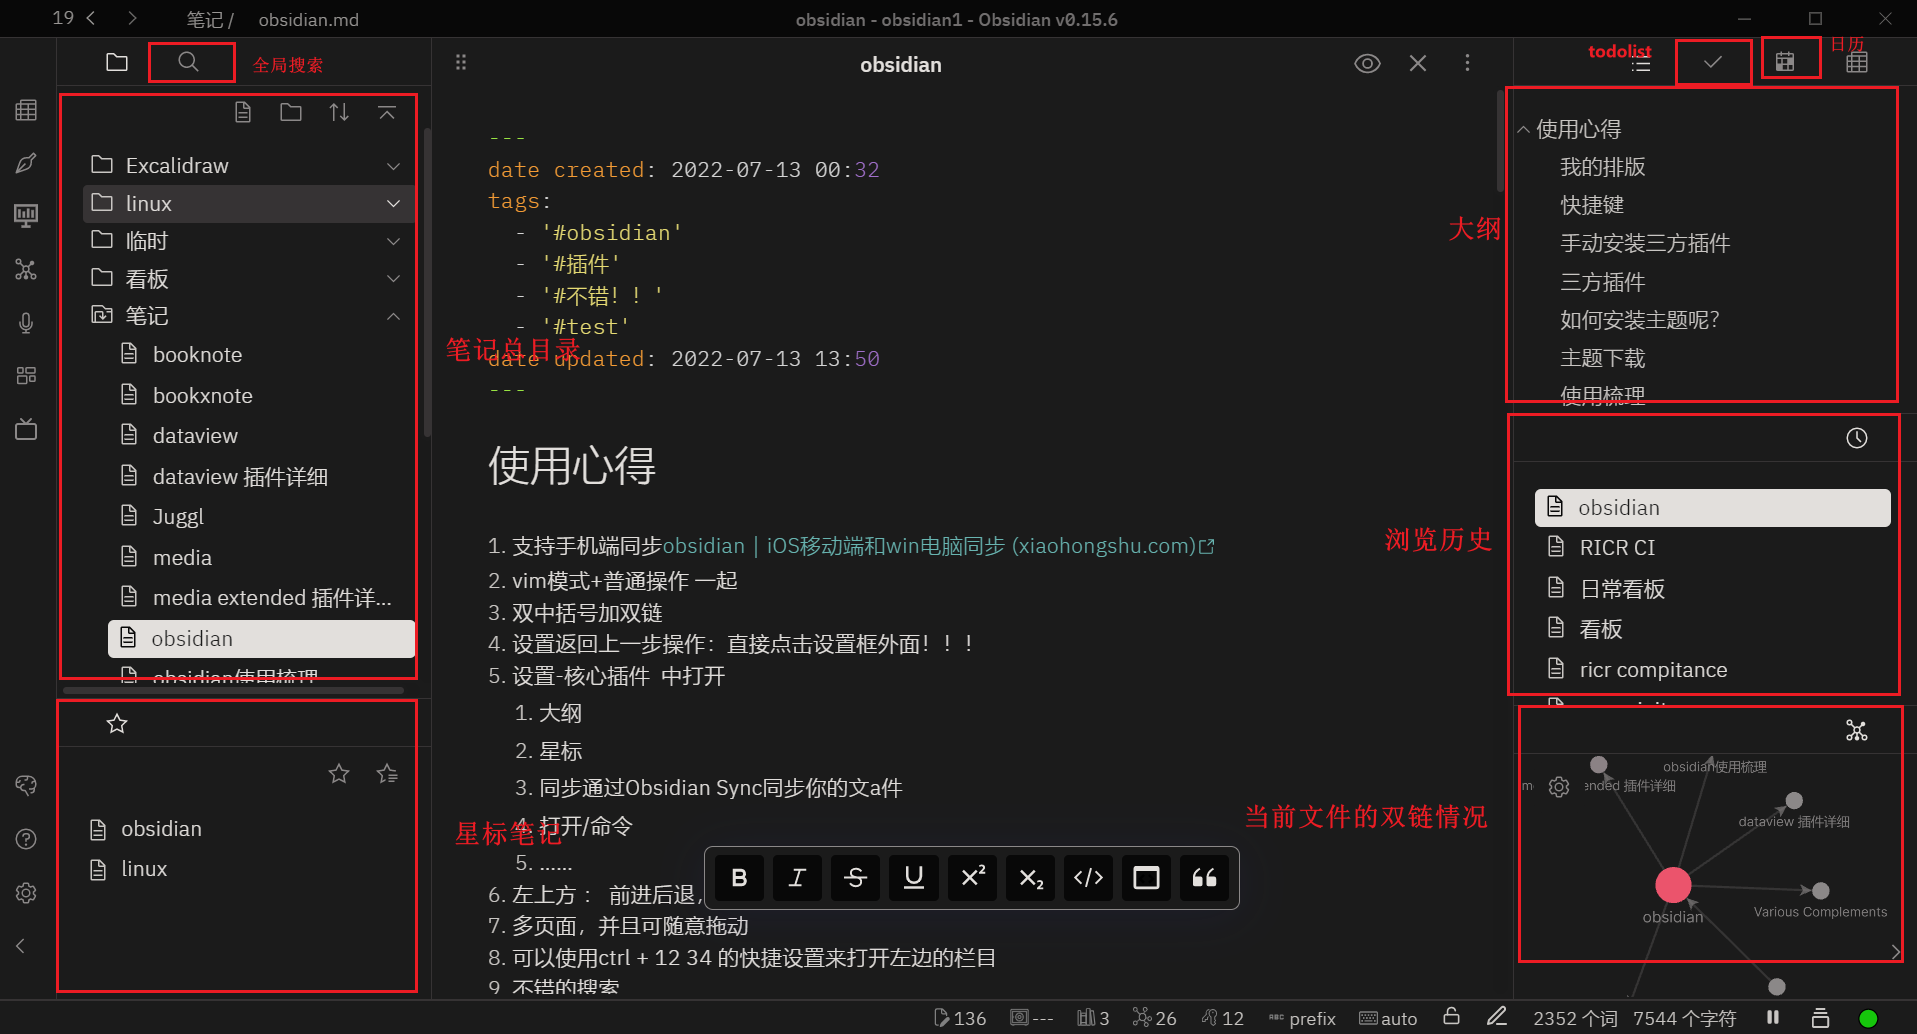 19
笔记 / obsidian.md
obsidian - obsidian1 - Obsidian v0.15.6
全局搜索
Excalidraw
linux
临时
看板
笔记
booknote
bookxnote
dataview
dataview 插件详细
Juggl
media
media extended 插件详...
obsidian
obsidian使用梳理
obsidian
linux
笔记总目录
星标笔记
obsidian
---
date created: 2022-07-13 00:32
tags:
- '#obsidian'
- '#插件'
- '#不错！！'
- '#test'
date updated: 2022-07-13 13:50
---
使用心得
1. 支持手机端同步obsidian | iOS移动端和win电脑同步 (xiaohongshu.com)
2. vim模式+普通操作 一起
3. 双中括号加双链
4. 设置返回上一步操作：直接点击设置框外面！！！
5. 设置-核心插件 中打开
1. 大纲
2. 星标
3. 同步通过Obsidian Sync同步你的文a件
4. 打开/命令
5. ......
6. 左上方： 前进后退,
7. 多页面，并且可随意拖动
8. 可以使用ctrl + 12 34 的快捷设置来打开左边的栏目
9. 不错的搜索
B I S U X² X₂ </>
todolist
日历
大纲
使用心得
我的排版
快捷键
手动安装三方插件
三方插件
如何安装主题呢?
主题下载
使用梳理
浏览历史
obsidian
RICR CI
日常看板
看板
ricr compitance
当前文件的双链情况
obsidian使用梳理
ended 插件详细
dataview 插件详细
obsidian
Various Complements
136
---
3
26
12
ABC prefix
auto
2352 个词
7544 个字符